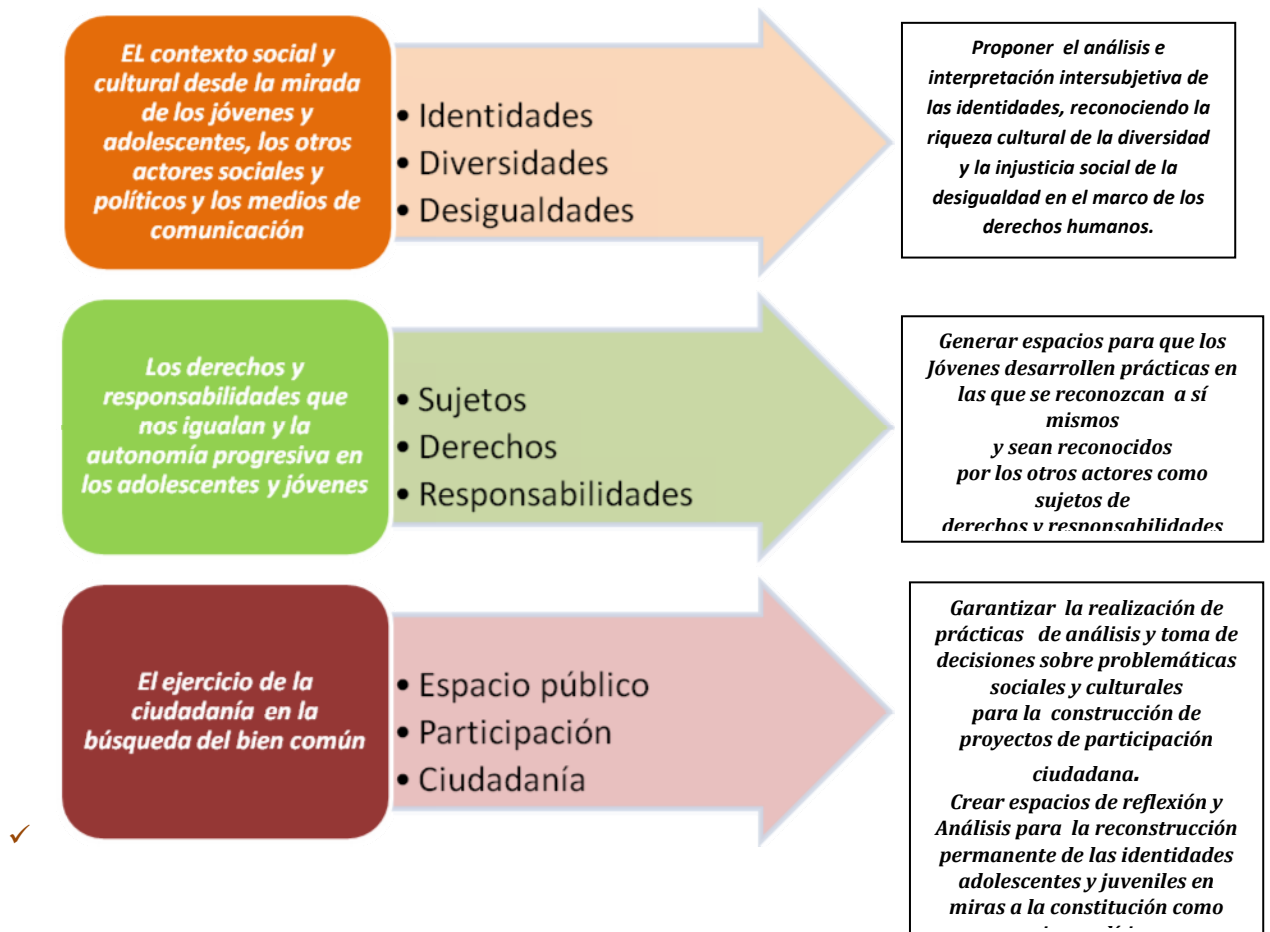 EL contexto social y
cultural desde la mirada
de los jóvenes y
adolescentes, los otros
actores sociales y
políticos y los medios de
comunicación
• Identidades
• Diversidades
• Desigualdades
Proponer el análisis e
interpretación intersubjetiva de
las identidades, reconociendo la
riqueza cultural de la diversidad
y la injusticia social de la
desigualdad en el marco de los
derechos humanos.
Los derechos y
responsabilidades que
nos igualan y la
autonomía progresiva en
los adolescentes y jóvenes
• Sujetos
• Derechos
• Responsabilidades
Generar espacios para que los
Jóvenes desarrollen prácticas en
las que se reconozcan a sí
mismos
y sean reconocidos
por los otros actores como
sujetos de
derechos y responsabilidades
El ejercicio de la
ciudadanía en la
búsqueda del bien común
• Espacio público
• Participación
• Ciudadanía
Garantizar la realización de
prácticas de análisis y toma de
decisiones sobre problemáticas
sociales y culturales
para la construcción de
proyectos de participación
ciudadana.
Crear espacios de reflexión y
Análisis para la reconstrucción
permanente de las identidades
adolescentes y juveniles en
miras a la constitución como